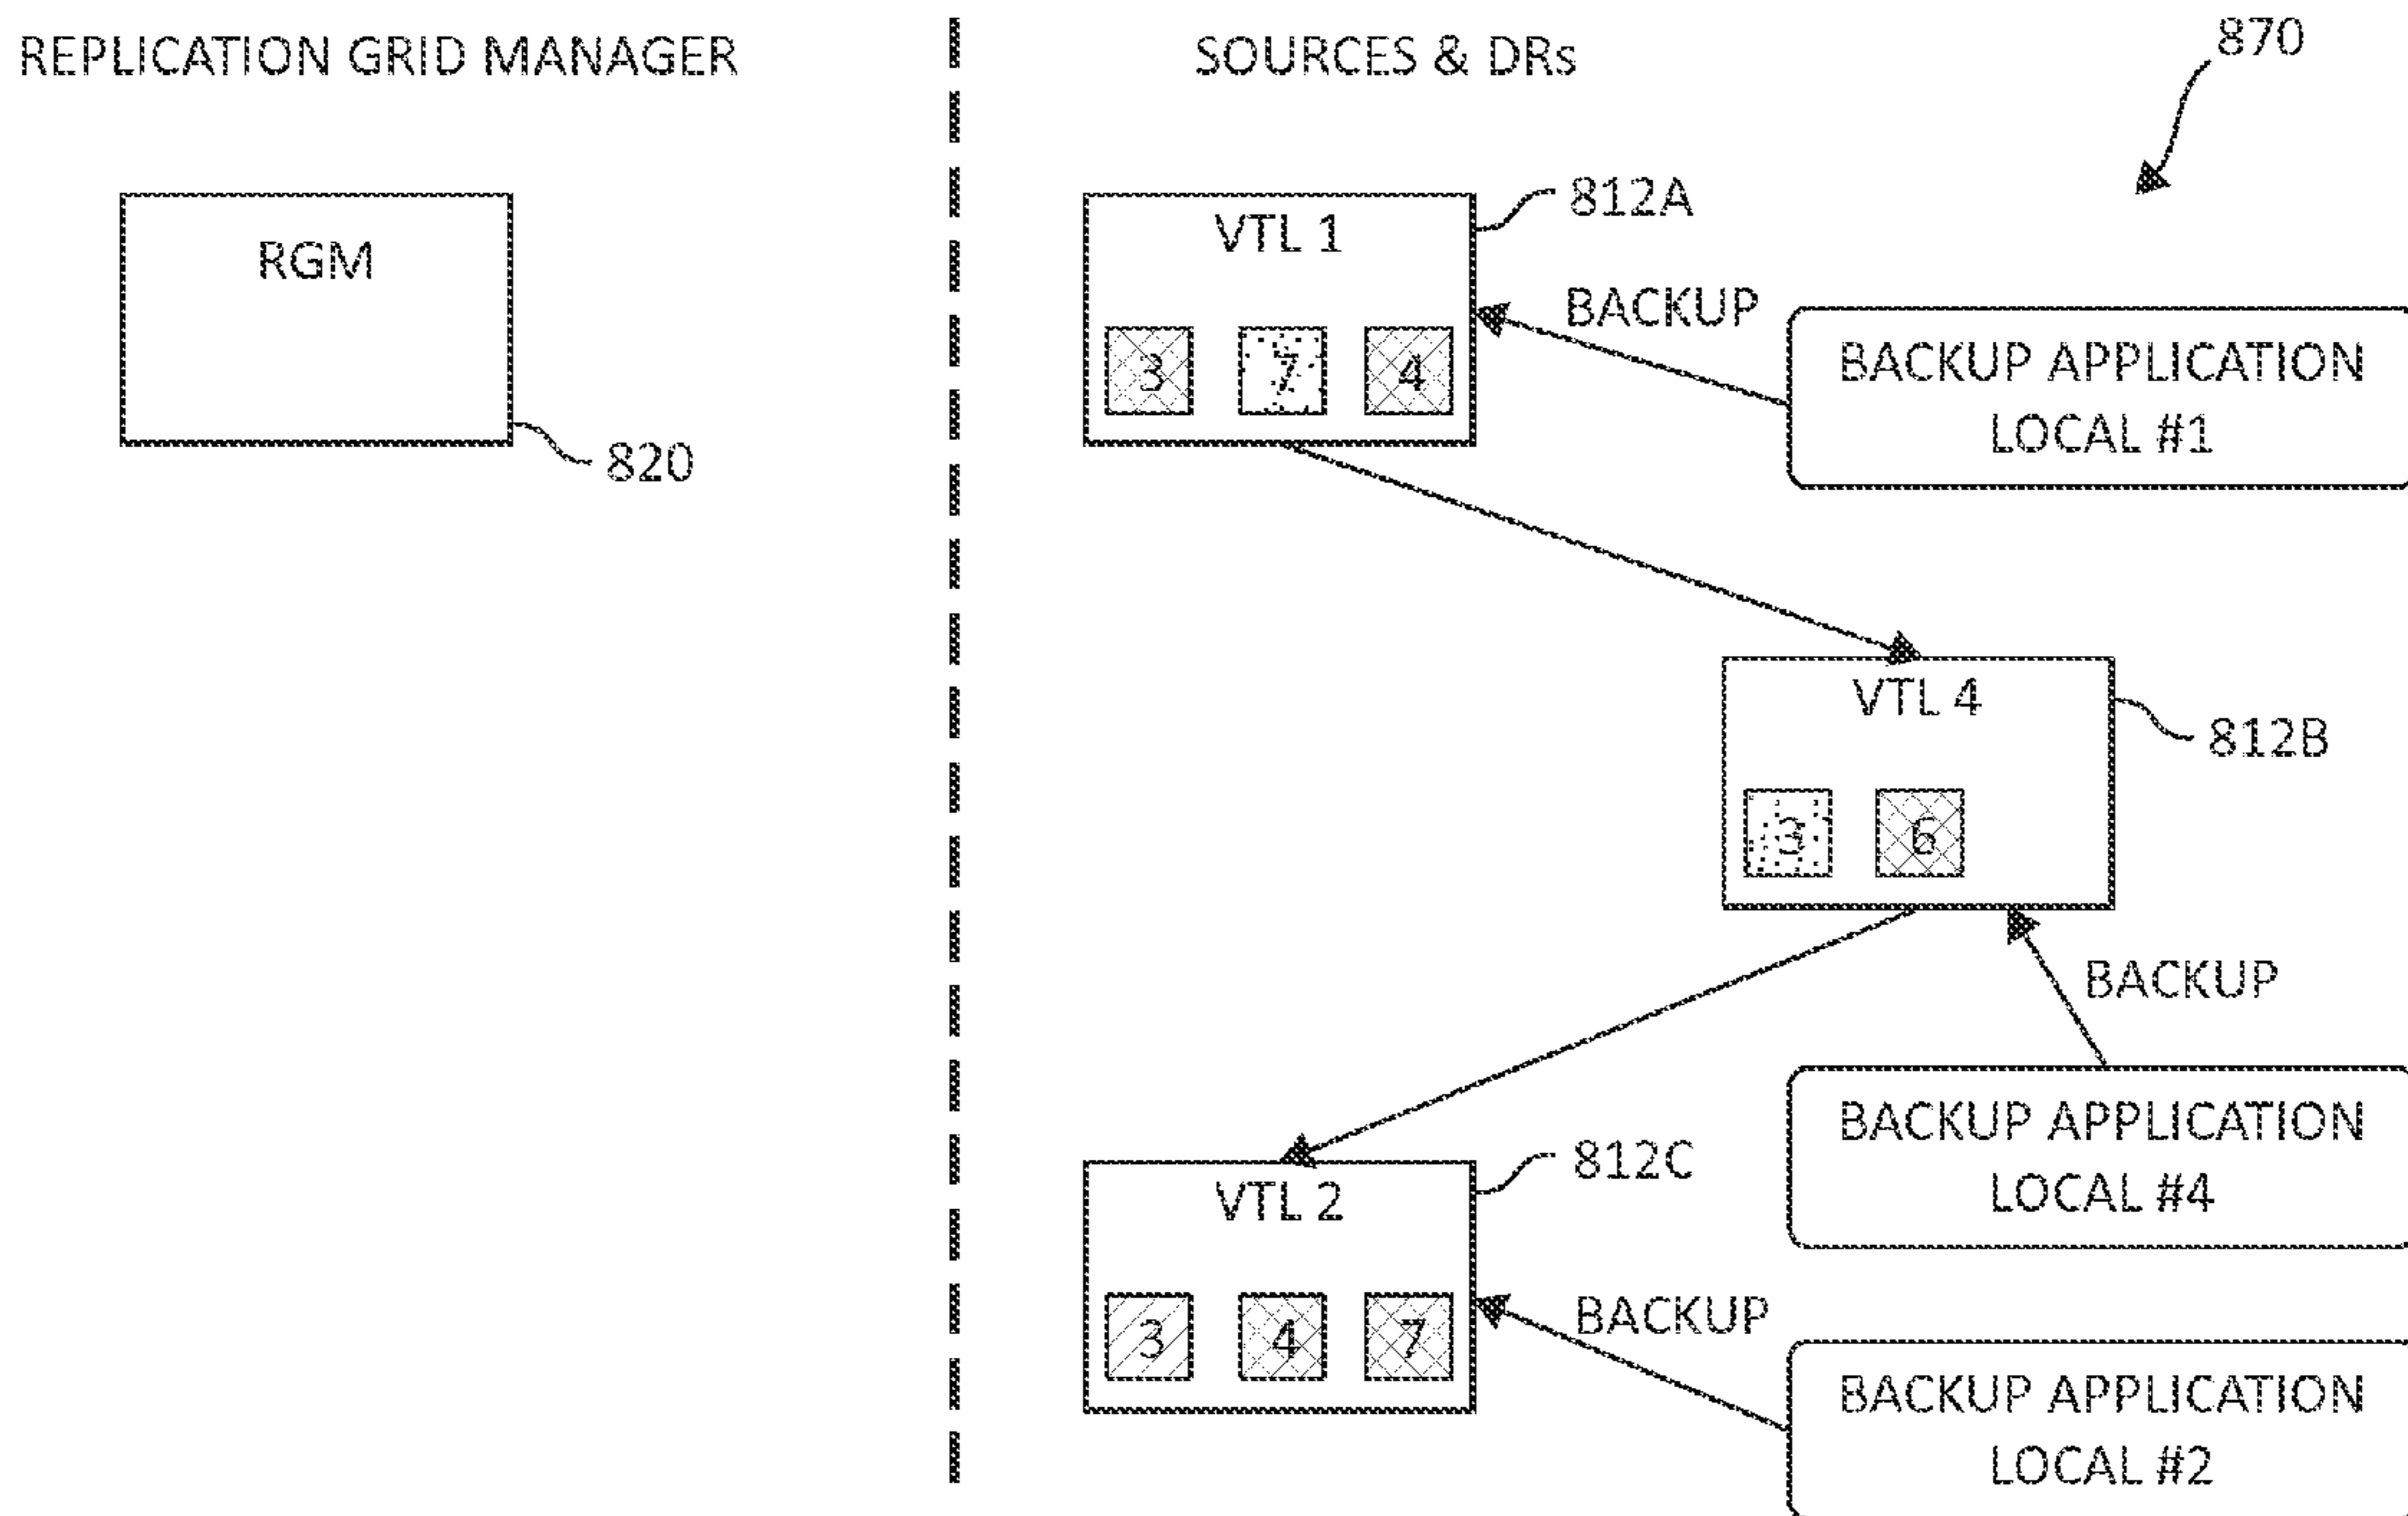 REPLICATION GRID MANAGER
SOURCES & DRs
870
RGM
820
VTL 1
812A
3 7 4
BACKUP
BACKUP APPLICATION
LOCAL #1
VTL 4
812B
3 6
BACKUP
BACKUP APPLICATION
LOCAL #4
VTL 2
812C
3 4 7
BACKUP
BACKUP APPLICATION
LOCAL #2